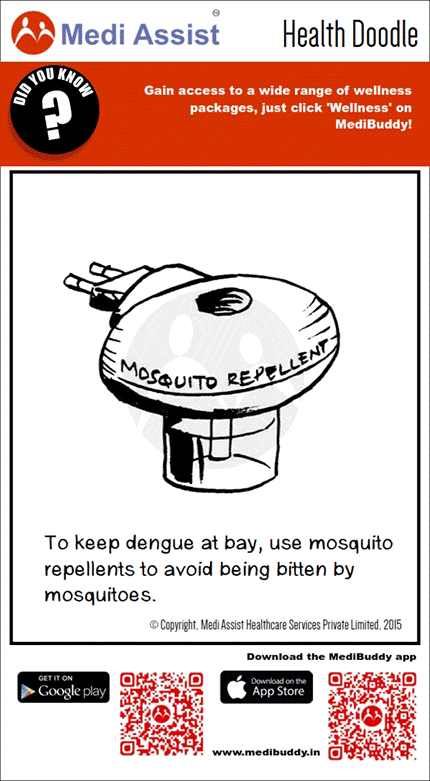 Medi Assist®
Health Doodle
DID YOU KNOW
?
Gain access to a wide range of wellness
packages, just click 'Wellness' on
MediBuddy!
MOSQUITO REPELLENT
To keep dengue at bay, use mosquito
repellents to avoid being bitten by
mosquitoes.
© Copyright, Medi Assist Healthcare Services Private Limited, 2015
Download the MediBuddy app
GET IT ON
Google play
Download on the
App Store
www.medibuddy.in